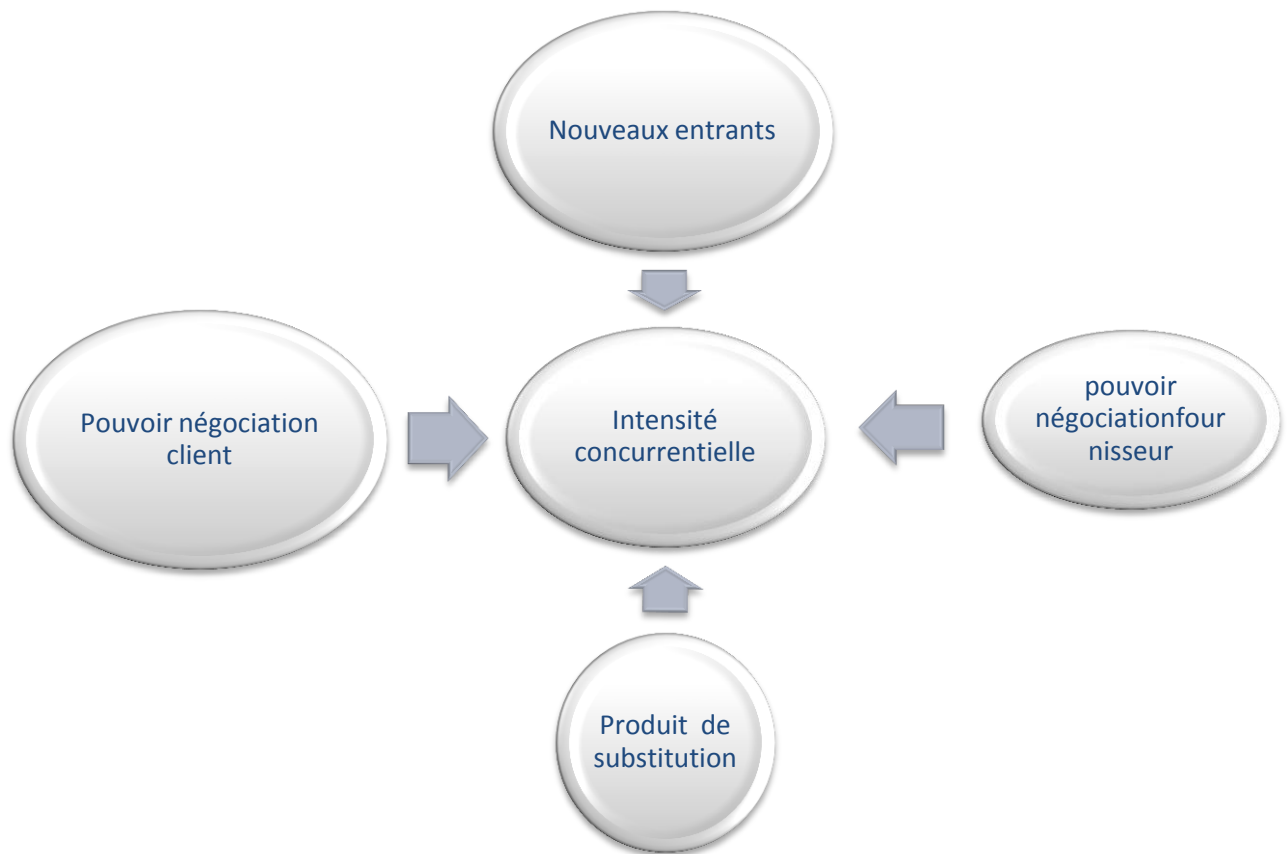 Nouveaux entrants
Pouvoir négociation
client
Intensité
concurrentielle
pouvoir
négociationfour
nisseur
Produit  de
substitution